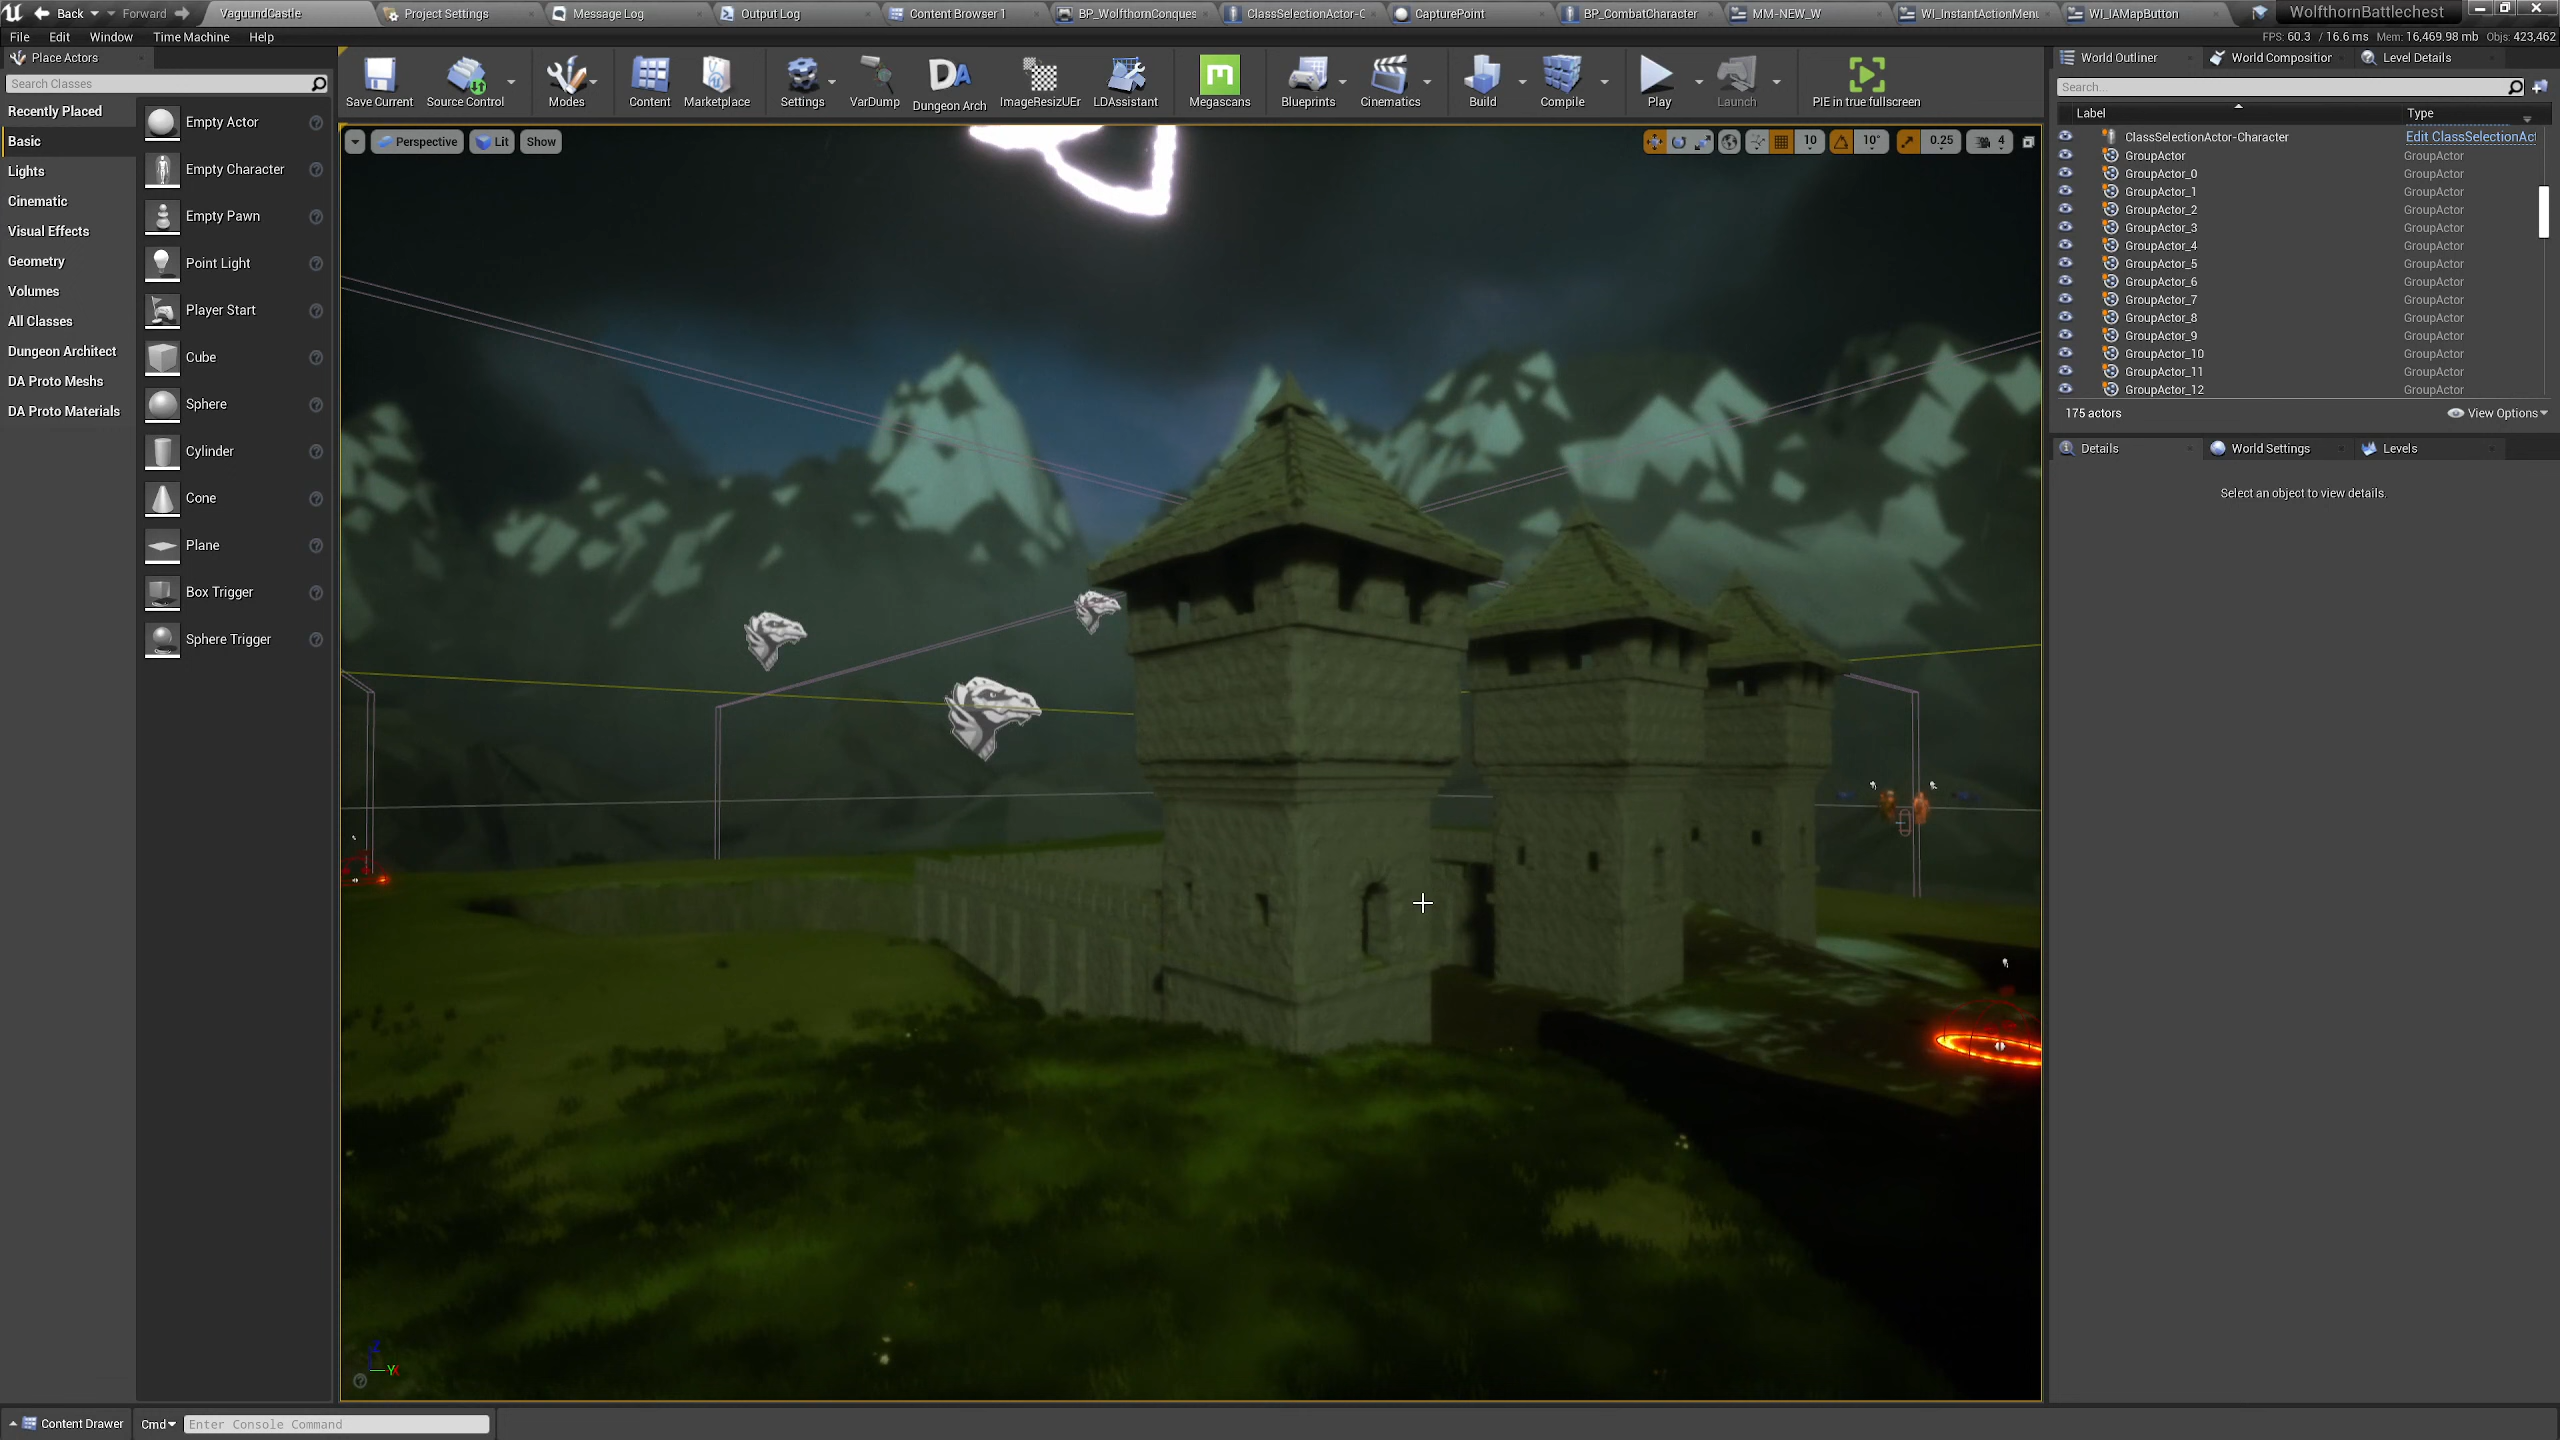 Back
Forward
VaguundCastle
Project Settings
Message Log
Output Log
Content Browser 1
BP_WolfthornConques
ClassSelectionActor-C
CapturePoint
BP_CombatCharacter
MM-NEW_W
WI_InstantActionMenu
WI_IAMapButton
WolfthornBattlechest
File
Edit
Window
Time Machine
Help
FPS: 60.3 / 16.6 ms Mem: 16,469.98 mb Objs: 423,462
Place Actors
Search Classes
Recently Placed
Basic
Lights
Cinematic
Visual Effects
Geometry
Volumes
All Classes
Dungeon Architect
DA Proto Meshs
DA Proto Materials
Empty Actor
Empty Character
Empty Pawn
Point Light
Player Start
Cube
Sphere
Cylinder
Cone
Plane
Box Trigger
Sphere Trigger
Save Current
Source Control
Modes
Content
Marketplace
Settings
VarDump
DA
Dungeon Arch
ImageResizUEr
LDAssistant
Megascans
Blueprints
Cinematics
Build
Compile
Play
Launch
PIE in true fullscreen
Perspective
Lit
Show
10
10°
0.25
4
World Outliner
World Composition
Level Details
Search...
Label
Type
ClassSelectionActor-Character
Edit ClassSelectionAct
GroupActor GroupActor
GroupActor_0 GroupActor
GroupActor_1 GroupActor
GroupActor_2 GroupActor
GroupActor_3 GroupActor
GroupActor_4 GroupActor
GroupActor_5 GroupActor
GroupActor_6 GroupActor
GroupActor_7 GroupActor
GroupActor_8 GroupActor
GroupActor_9 GroupActor
GroupActor_10 GroupActor
GroupActor_11 GroupActor
GroupActor_12 GroupActor
175 actors
View Options
Details
World Settings
Levels
Select an object to view details.
Content Drawer
Cmd
Enter Console Command